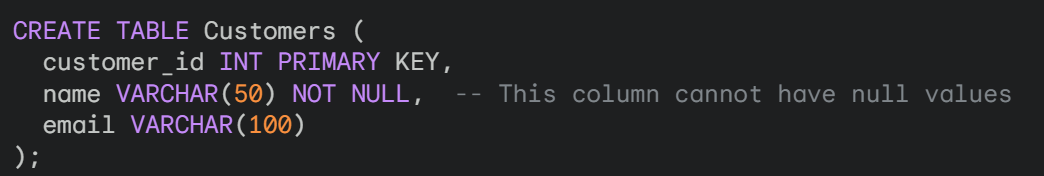 CREATE TABLE Customers (
  customer_id INT PRIMARY KEY,
  name VARCHAR(50) NOT NULL,  -- This column cannot have null values
  email VARCHAR(100)
);